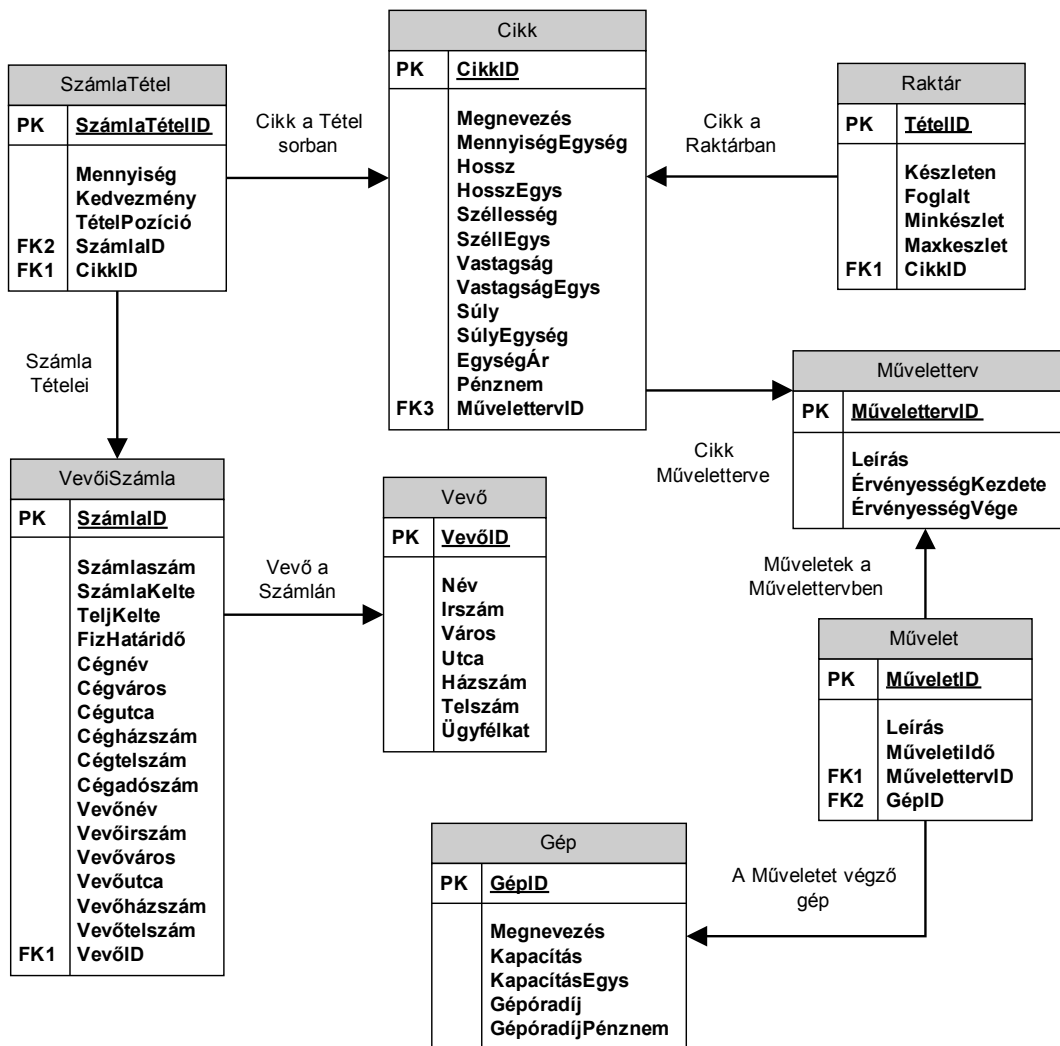 Cikk
PK CikkID
Megnevezés
MennyiségEgység
Hossz
HosszEgys
Széllesség
SzéllEgys
Vastagság
VastagságEgys
Súly
SúlyEgység
EgységÁr
Pénznem
FK3 MűvelettervID
SzámlaTétel
PK SzámlaTételID
Mennyiség
Kedvezmény
TételPozíció
FK2 SzámlaID
FK1 CikkID
Cikk a Tétel
sorban
Raktár
PK TételID
Készleten
Foglalt
Minkészlet
Maxkeszlet
FK1 CikkID
Cikk a
Raktárban
Számla
Tételei
Műveletterv
PK MűvelettervID
Leírás
ÉrvényességKezdete
ÉrvényességVége
Cikk
Műveletterve
VevőiSzámla
PK SzámlaID
Számlaszám
SzámlaKelte
TeljKelte
FizHatáridő
Cégnév
Cégváros
Cégutca
Cégházszám
Cégtelszám
Cégadószám
Vevőnév
Vevőirszám
Vevőváros
Vevőutca
Vevőházszám
Vevőtelszám
FK1 VevőID
Vevő a
Számlán
Vevő
PK VevőID
Név
Irszám
Város
Utca
Házszám
Telszám
Ügyfélkat
Műveletek a
Művelettervben
Művelet
PK MűveletID
Leírás
MűveletiIdő
FK1 MűvelettervID
FK2 GépID
A Műveletet végző
gép
Gép
PK GépID
Megnevezés
Kapacítás
KapacításEgys
Gépóradíj
GépóradíjPénznem